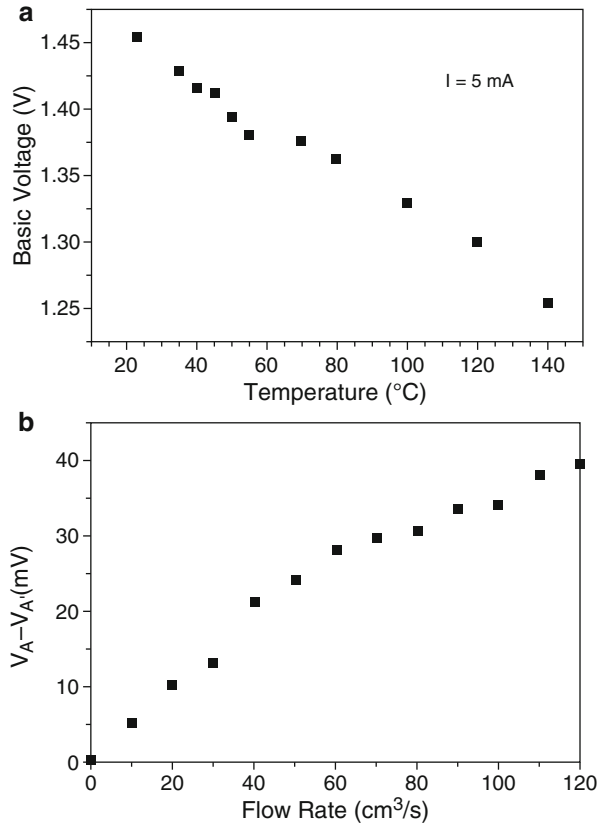 a
1.45
1.40
1.35
1.30
1.25
Basic Voltage (V)
I = 5 mA
20 40 60 80 100 120 140
Temperature (°C)
b
40
30
20
10
0
V_A–V_A'(mV)
0 20 40 60 80 100 120
Flow Rate (cm³/s)